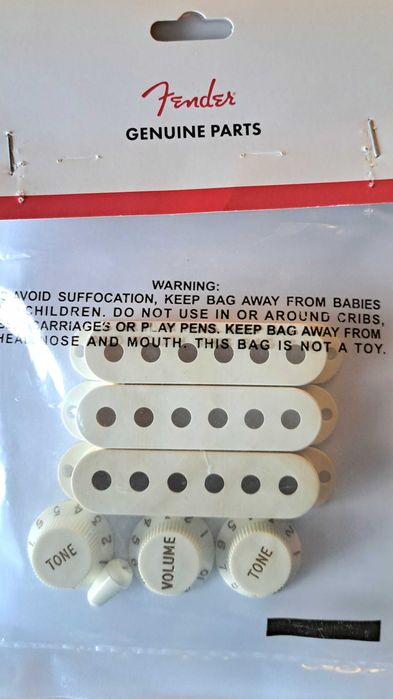 Fender
GENUINE PARTS
WARNING:
AVOID SUFFOCATION, KEEP BAG AWAY FROM BABIES
CHILDREN. DO NOT USE IN OR AROUND CRIBS,
CARRIAGES OR PLAY PENS. KEEP BAG AWAY FROM
HEAD NOSE AND MOUTH. THIS BAG IS NOT A TOY.
TONE
VOLUME
TONE